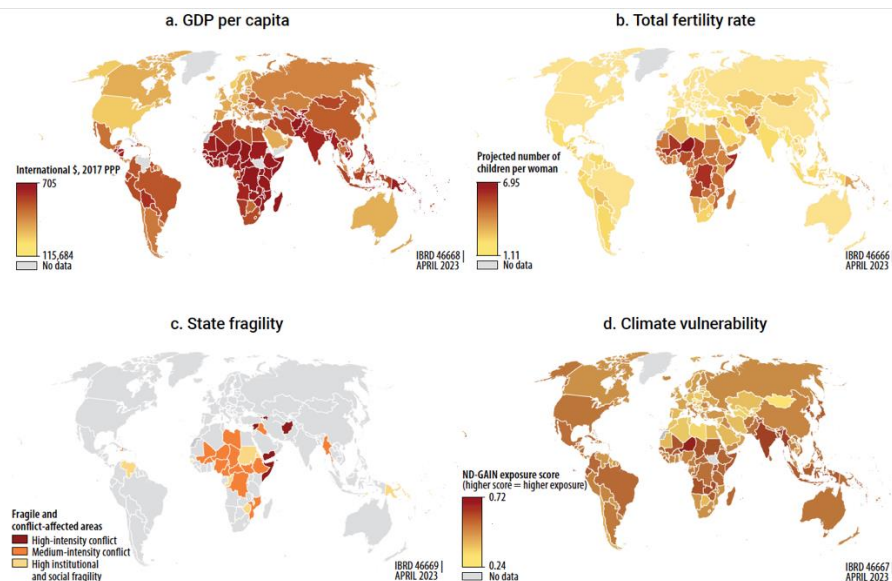 a. GDP per capita
International $, 2017 PPP
705
115,684
No data
IBRD 46668 |
APRIL 2023
b. Total fertility rate
Projected number of
children per woman
6.95
1.11
No data
IBRD 46666
APRIL 2023
c. State fragility
Fragile and
conflict-affected areas
High-intensity conflict
Medium-intensity conflict
High institutional
and social fragility
IBRD 46669 |
APRIL 2023
d. Climate vulnerability
ND-GAIN exposure score
(higher score = higher exposure)
0.72
0.24
No data
IBRD 46667
APRIL 2023